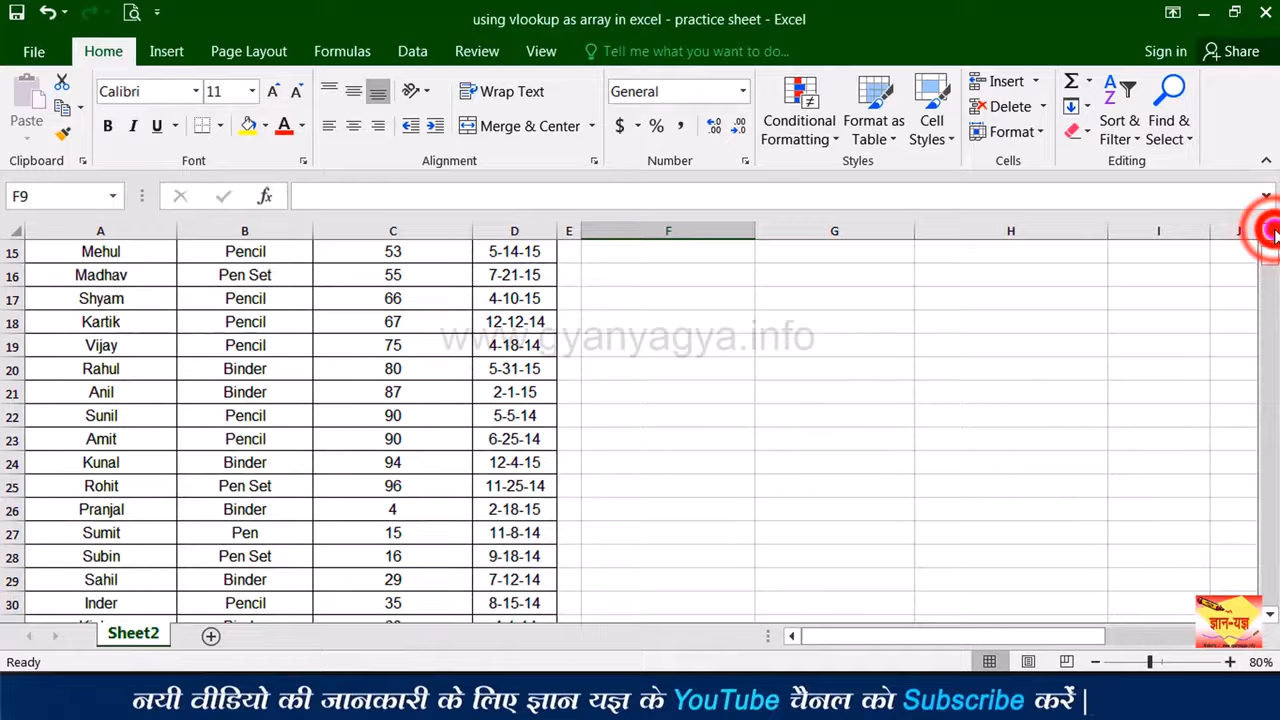 using vlookup as array in excel - practice sheet - Excel
File Home Insert Page Layout Formulas Data Review View Tell me what you want to do... Sign in Share
Paste Calibri 11 Wrap Text General Conditional Formatting Format as Table Cell Styles Insert Sort & Filter Find & Select
B I U A Merge & Center $ % , Delete
Format
Clipboard Font Alignment Number Styles Cells Editing
F9 fx
A B C D E F G H I J
15 Mehul Pencil 53 5-14-15
16 Madhav Pen Set 55 7-21-15
17 Shyam Pencil 66 4-10-15
18 Kartik Pencil 67 12-12-14
www.gyanyagya.info
19 Vijay Pencil 75 4-18-14
20 Rahul Binder 80 5-31-15
21 Anil Binder 87 2-1-15
22 Sunil Pencil 90 5-5-14
23 Amit Pencil 90 6-25-14
24 Kunal Binder 94 12-4-15
25 Rohit Pen Set 96 11-25-14
26 Pranjal Binder 4 2-18-15
27 Sumit Pen 15 11-8-14
28 Subin Pen Set 16 9-18-14
29 Sahil Binder 29 7-12-14
30 Inder Pencil 35 8-15-14
ज्ञान-यज्ञ
Sheet2
Ready 80%
नयी वीडियो की जानकारी के लिए ज्ञान यज्ञ के YouTube चैनल को Subscribe करें |